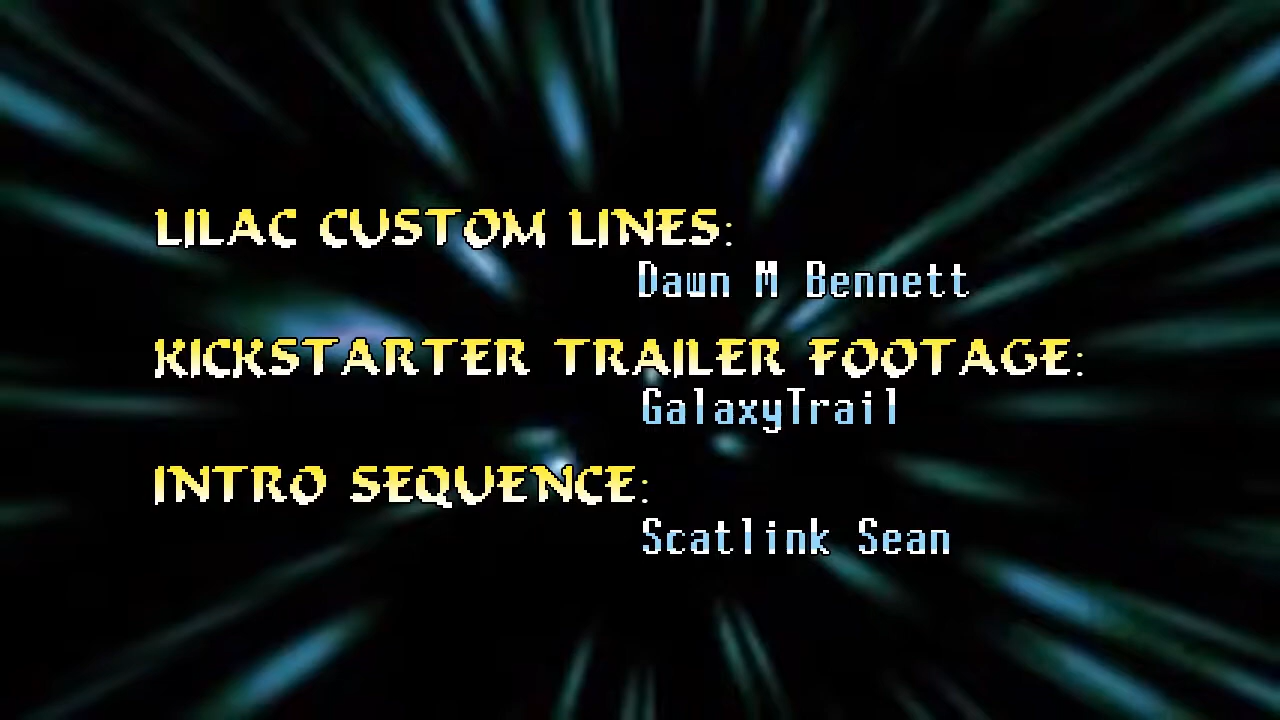 LILAC CUSTOM LINES:
Dawn M Bennett
KICKSTARTER TRAILER FOOTAGE:
GalaxyTrail
INTRO SEQUENCE:
Scatlink Sean